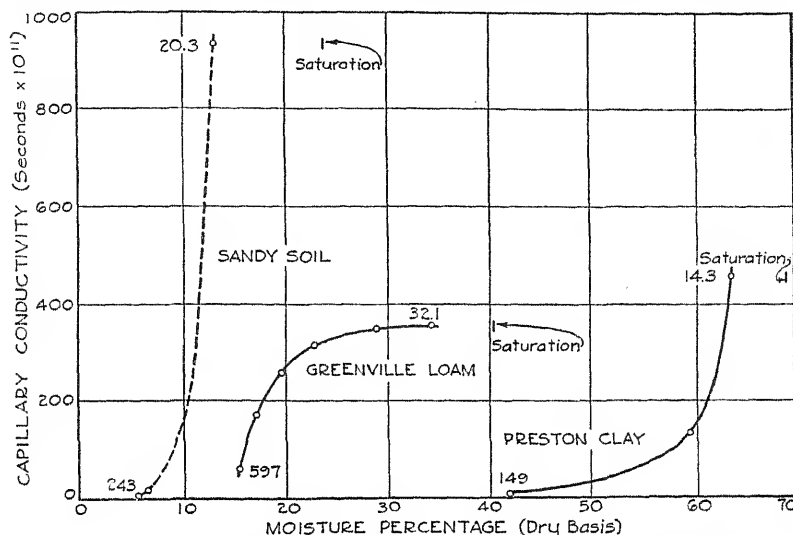 1000
800
600
400
200
0
CAPILLARY CONDUCTIVITY (Seconds x 10¹¹)
20.3
Saturation
SANDY SOIL
Saturation
14.3
32.1
Saturation
GREENVILLE LOAM
597
PRESTON CLAY
243
149
10
20
30
40
50
60
70
MOISTURE PERCENTAGE (Dry Basis)